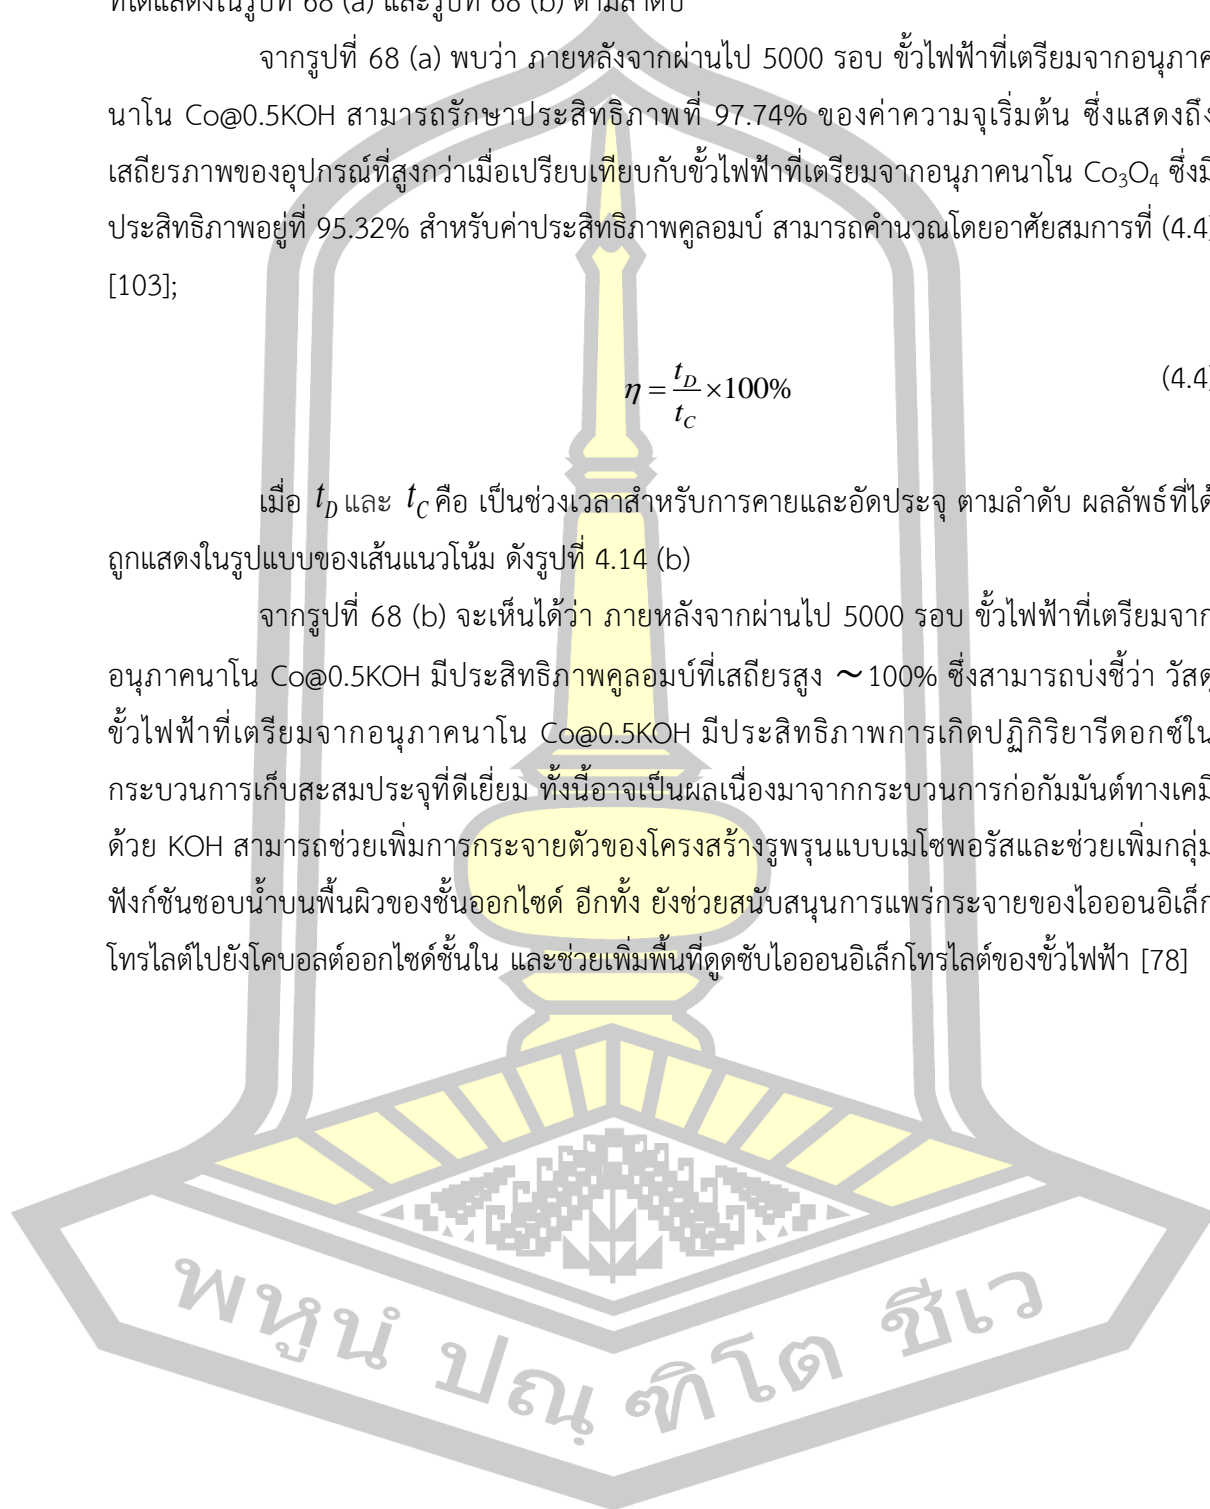 ที่ได้แสดงในรูปที่ 68 (a) และรูปที่ 68 (b) ตามลำดับ
จากรูปที่ 68 (a) พบว่า ภายหลังจากผ่านไป 5000 รอบ ขั้วไฟฟ้าที่เตรียมจากอนุภาค
นาโน Co@0.5KOH สามารถรักษาประสิทธิภาพที่ 97.74% ของค่าความจุเริ่มต้น ซึ่งแสดงถึง
เสถียรภาพของอุปกรณ์ที่สูงกว่าเมื่อเปรียบเทียบกับขั้วไฟฟ้าที่เตรียมจากอนุภาคนาโน Co₃O₄ ซึ่งมี
ประสิทธิภาพอยู่ที่ 95.32% สำหรับค่าประสิทธิภาพคูลอมบ์ สามารถคำนวณโดยอาศัยสมการที่ (4.4)
[103];
η = t_D / t_C × 100% (4.4)
เมื่อ t_D และ t_C คือ เป็นช่วงเวลาสำหรับการคายและอัดประจุ ตามลำดับ ผลลัพธ์ที่ได้
ถูกแสดงในรูปแบบของเส้นแนวโน้ม ดังรูปที่ 4.14 (b)
จากรูปที่ 68 (b) จะเห็นได้ว่า ภายหลังจากผ่านไป 5000 รอบ ขั้วไฟฟ้าที่เตรียมจาก
อนุภาคนาโน Co@0.5KOH มีประสิทธิภาพคูลอมบ์ที่เสถียรสูง ~100% ซึ่งสามารถบ่งชี้ว่า วัสดุ
ขั้วไฟฟ้าที่เตรียมจากอนุภาคนาโน Co@0.5KOH มีประสิทธิภาพการเกิดปฏิกิริยารีดอกซ์ใน
กระบวนการเก็บสะสมประจุที่ดีเยี่ยม ทั้งนี้อาจเป็นผลเนื่องมาจากกระบวนการก่อกัมมันต์ทางเคมี
ด้วย KOH สามารถช่วยเพิ่มการกระจายตัวของโครงสร้างรูพรุนแบบเมโซพอรัสและช่วยเพิ่มกลุ่ม
ฟังก์ชันชอบน้ำบนพื้นผิวของชั้นออกไซด์ อีกทั้ง ยังช่วยสนับสนุนการแพร่กระจายของไอออนอิเล็ก
โทรไลต์ไปยังโคบอลต์ออกไซด์ชั้นใน และช่วยเพิ่มพื้นที่ดูดซับไอออนอิเล็กโทรไลต์ของขั้วไฟฟ้า [78]
พหูนํ ปณฺฑิโต ชีเว